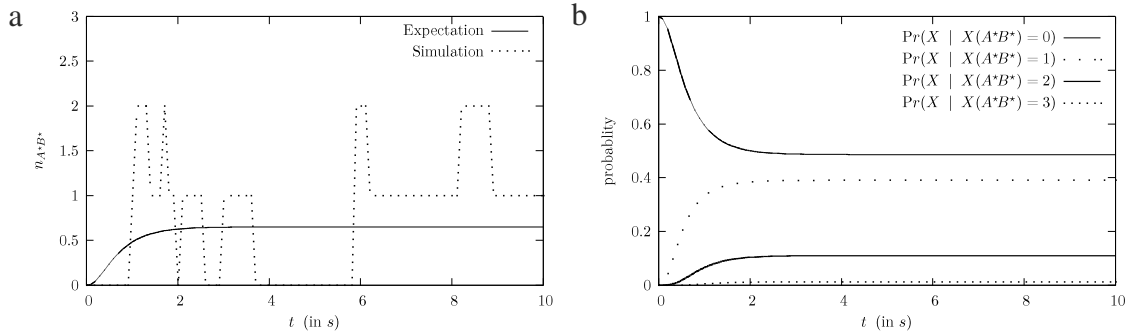 a
3
2.5
2
1.5
1
0.5
0
0 2 4 6 8 10
n_{A⋆B⋆}
t (in s)
Expectation
Simulation
b
1
0.8
0.6
0.4
0.2
0
0 2 4 6 8 10
probablity
t (in s)
Pr(X | X(A⋆B⋆) = 0)
Pr(X | X(A⋆B⋆) = 1)
Pr(X | X(A⋆B⋆) = 2)
Pr(X | X(A⋆B⋆) = 3)